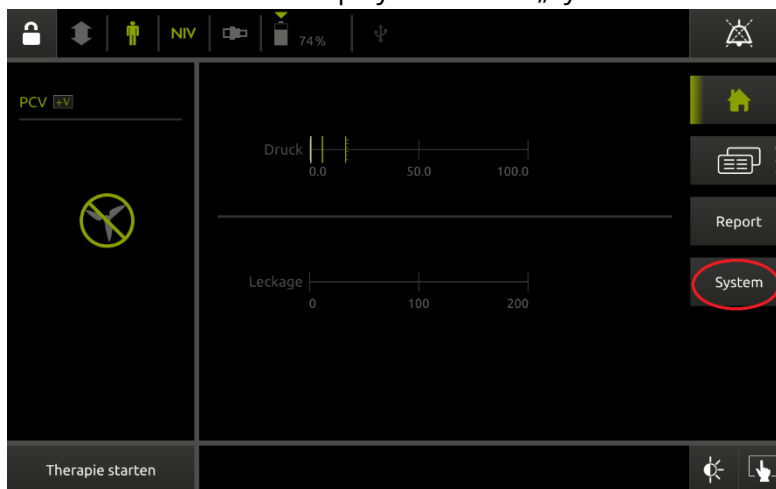 NIV
74%
PCV +V
Druck
0.0 50.0 100.0
Report
System
Leckage
0 100 200
Therapie starten